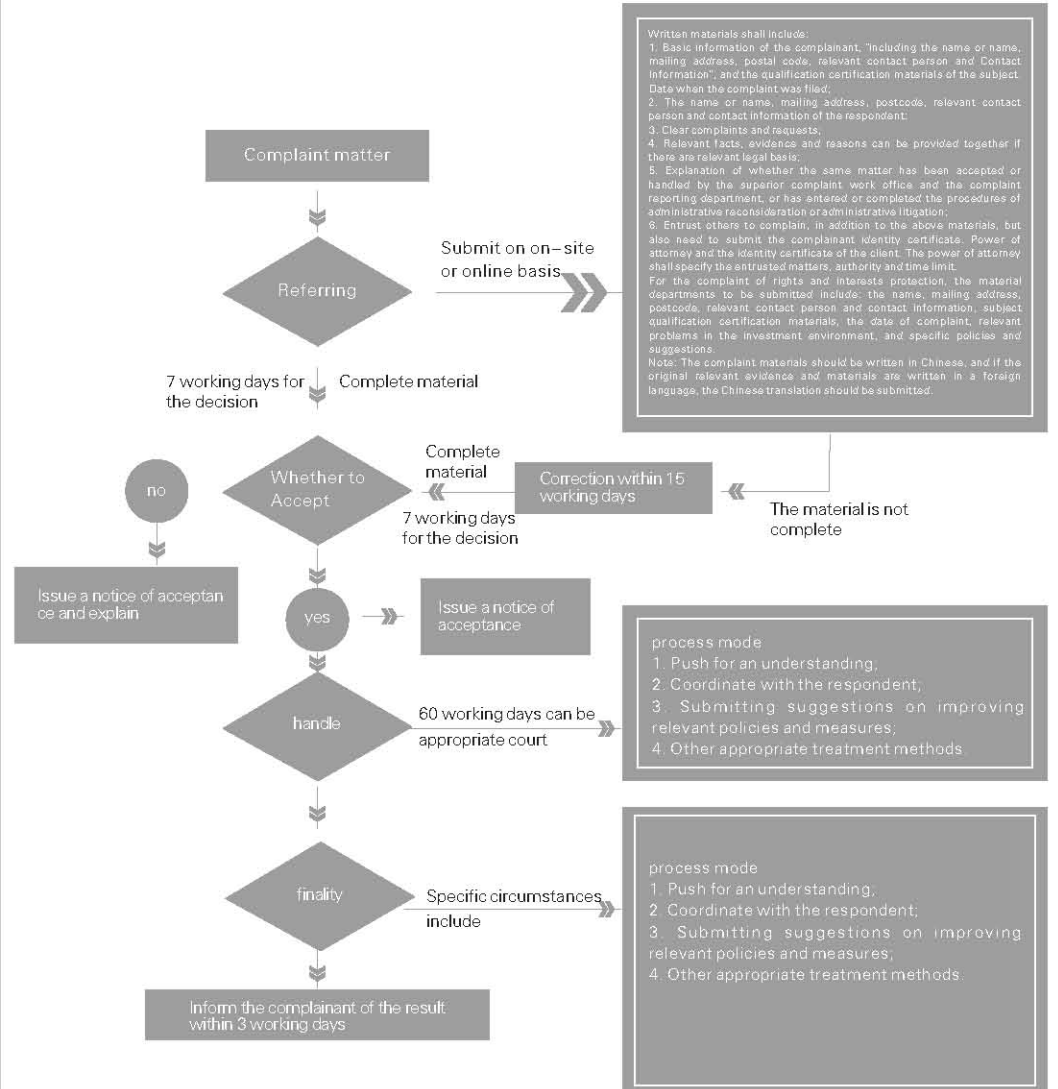 Complaint matter
Referring
Submit on on-site
or online basis
Written materials shall include:
1. Basic information of the complainant, "including the name or name,
mailing address, postal code, relevant contact person and Contact
Information", and the qualification certification materials of the subject.
Date when the complaint was filed;
2. The name or name, mailing address, postcode, relevant contact
person and contact information of the respondent;
3. Clear complaints and requests;
4. Relevant facts, evidence and reasons can be provided together if
there are relevant legal basis;
5. Explanation of whether the same matter has been accepted or
handled by the superior complaint work office and the complaint
reporting department, or has entered or completed the procedures of
administrative reconsideration or administrative litigation;
6. Entrust others to complain, in addition to the above materials, but
also need to submit the complainant identity certificate. Power of
attorney and the identity certificate of the client. The power of attorney
shall specify the entrusted matters, authority and time limit.
For the complaint of rights and interests protection, the material
departments to be submitted include: the name, mailing address,
postcode, relevant contact person and contact information, subject
qualification certification materials, the date of complaint, relevant
problems in the investment environment, and specific policies and
suggestions.
Note: The complaint materials should be written in Chinese, and if the
original relevant evidence and materials are written in a foreign
language, the Chinese translation should be submitted.
7 working days for
the decision
Complete material
Whether to
Accept
Complete
material
7 working days
for the decision
Correction within 15
working days
The material is not
complete
no
Issue a notice of acceptan
ce and explain
yes
Issue a notice of
acceptance
handle
60 working days can be
appropriate court
process mode
1. Push for an understanding;
2. Coordinate with the respondent;
3. Submitting suggestions on improving
relevant policies and measures;
4. Other appropriate treatment methods.
finality
Specific circumstances
include
process mode
1. Push for an understanding;
2. Coordinate with the respondent;
3. Submitting suggestions on improving
relevant policies and measures;
4. Other appropriate treatment methods.
Inform the complainant of the result
within 3 working days